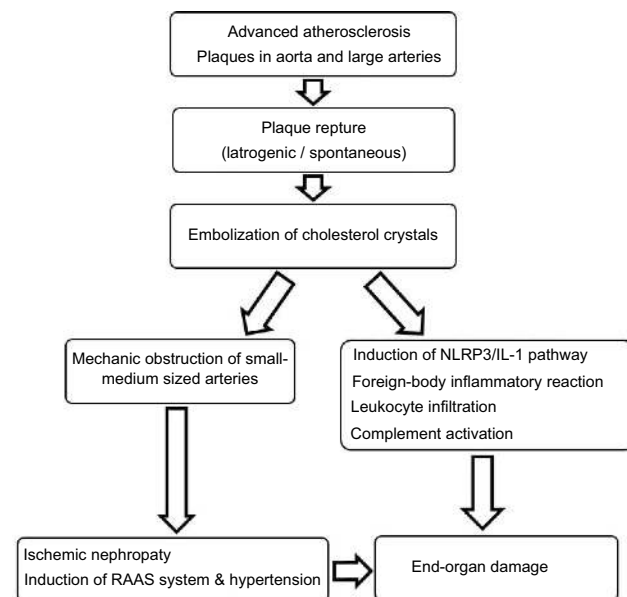 Advanced atherosclerosis
Plaques in aorta and large arteries
Plaque repture
(Iatrogenic / spontaneous)
Embolization of cholesterol crystals
Mechanic obstruction of small-
medium sized arteries
Induction of NLRP3/IL-1 pathway
Foreign-body inflammatory reaction
Leukocyte infiltration
Complement activation
Ischemic nephropaty
Induction of RAAS system & hypertension
End-organ damage